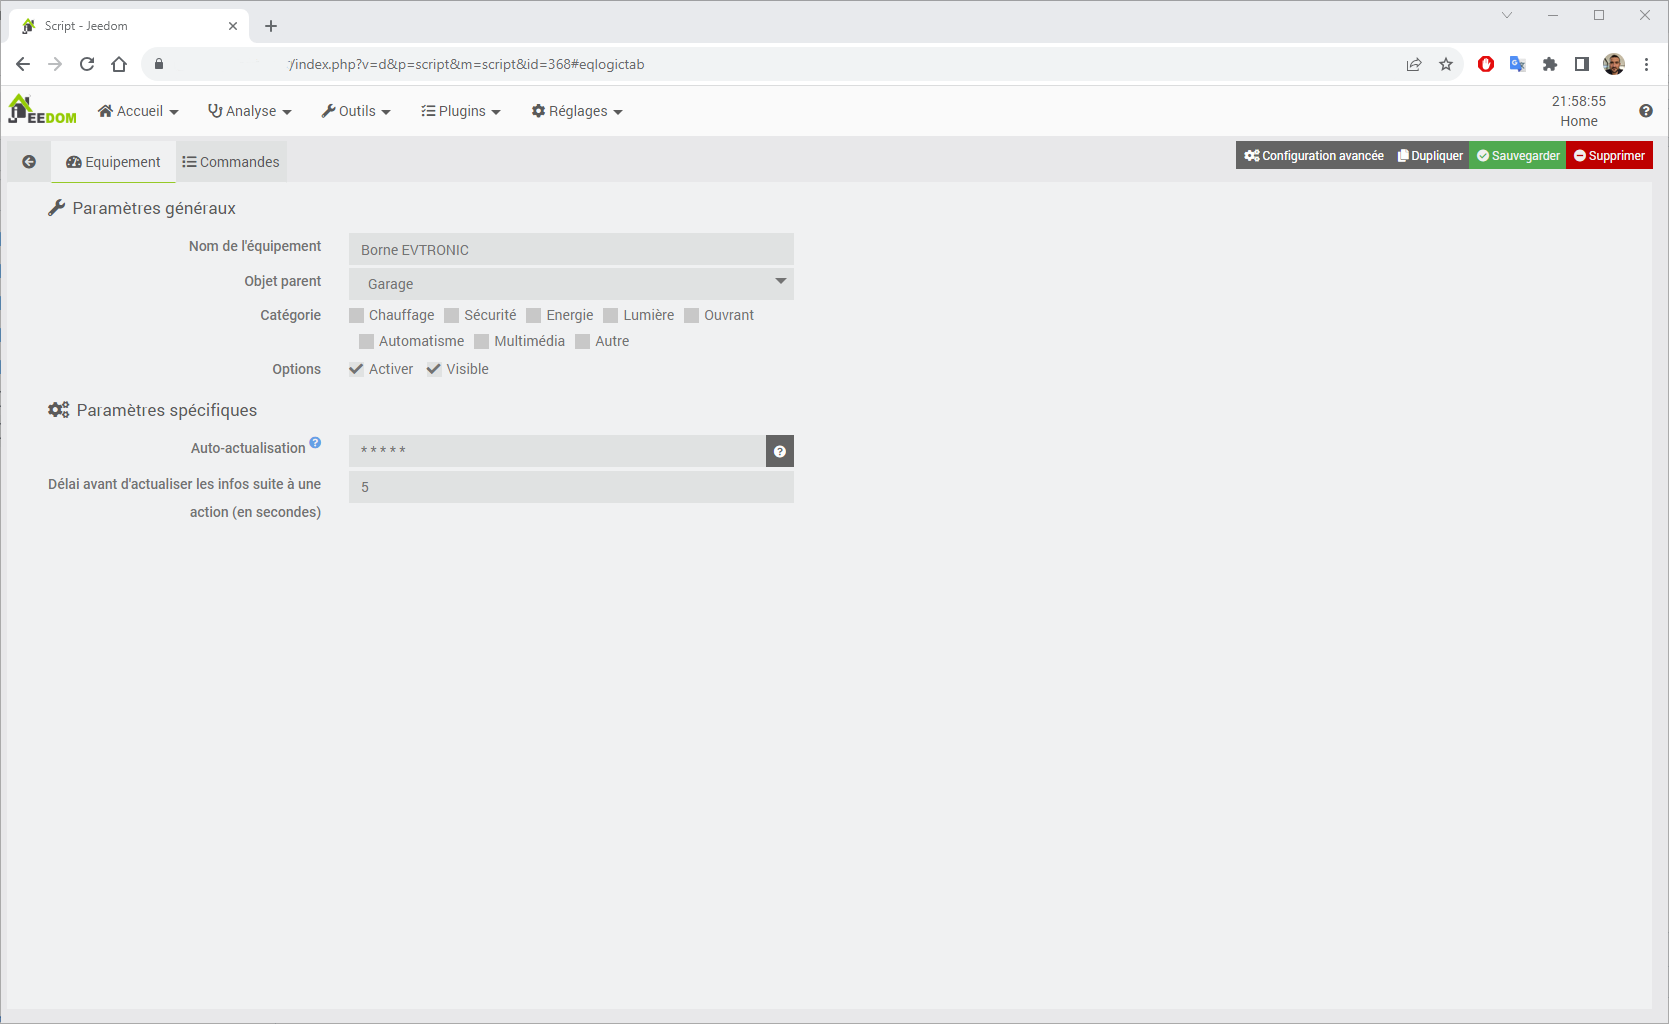 Script - Jeedom
/index.php?v=d&p=script&m=script&id=368#eqlogictab
JEEDOM
Accueil
Analyse
Outils
Plugins
Réglages
21:58:55
Home
Equipement
Commandes
Configuration avancée
Dupliquer
Sauvegarder
Supprimer
Paramètres généraux
Nom de l'équipement
Borne EVTRONIC
Objet parent
Garage
Catégorie
Chauffage Sécurité Energie Lumière Ouvrant
Automatisme Multimédia Autre
Options
Activer Visible
Paramètres spécifiques
Auto-actualisation
* * * * *
Délai avant d'actualiser les infos suite à une
action (en secondes)
5